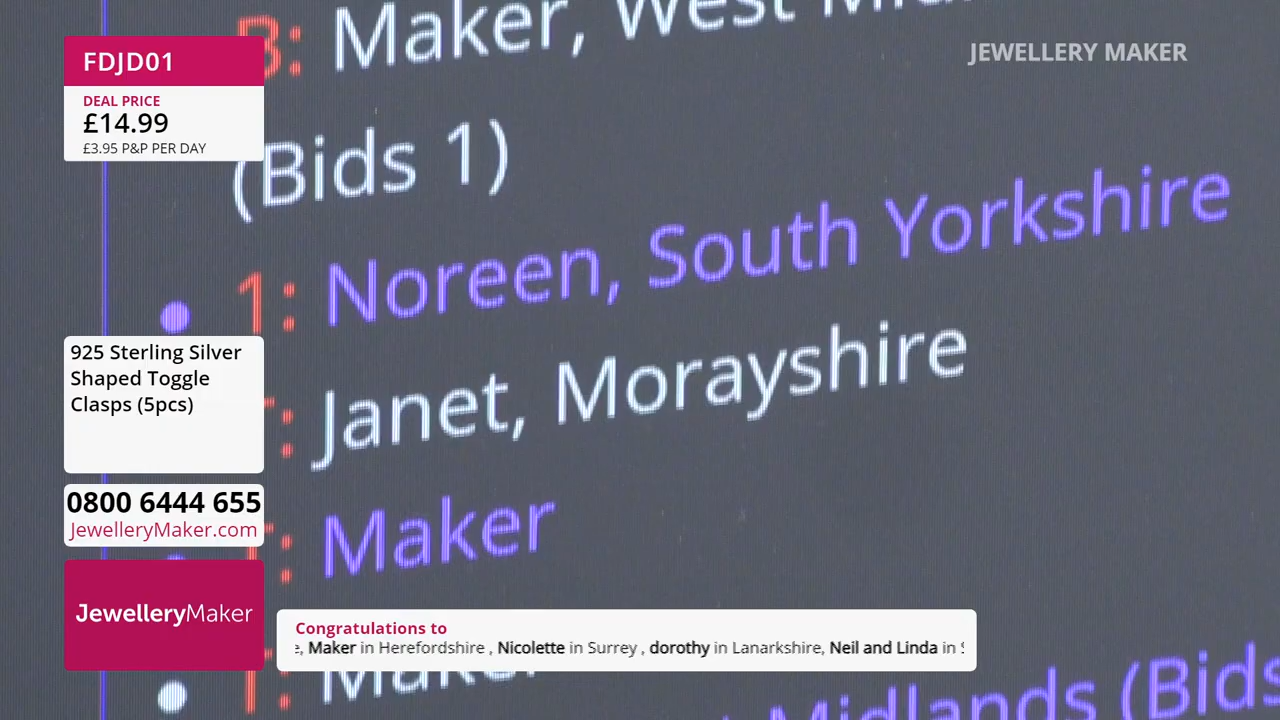 B: Maker, West Mid
JEWELLERY MAKER
FDJD01
DEAL PRICE
£14.99
£3.95 P&P PER DAY
(Bids 1)
1: Noreen, South Yorkshire
925 Sterling Silver
Shaped Toggle
Clasps (5pcs)
: Janet, Morayshire
0800 6444 655
JewelleryMaker.com
: Maker
JewelleryMaker
Congratulations to
e, Maker in Herefordshire , Nicolette in Surrey , dorothy in Lanarkshire, Neil and Linda in S
: Maker
Midlands (Bids